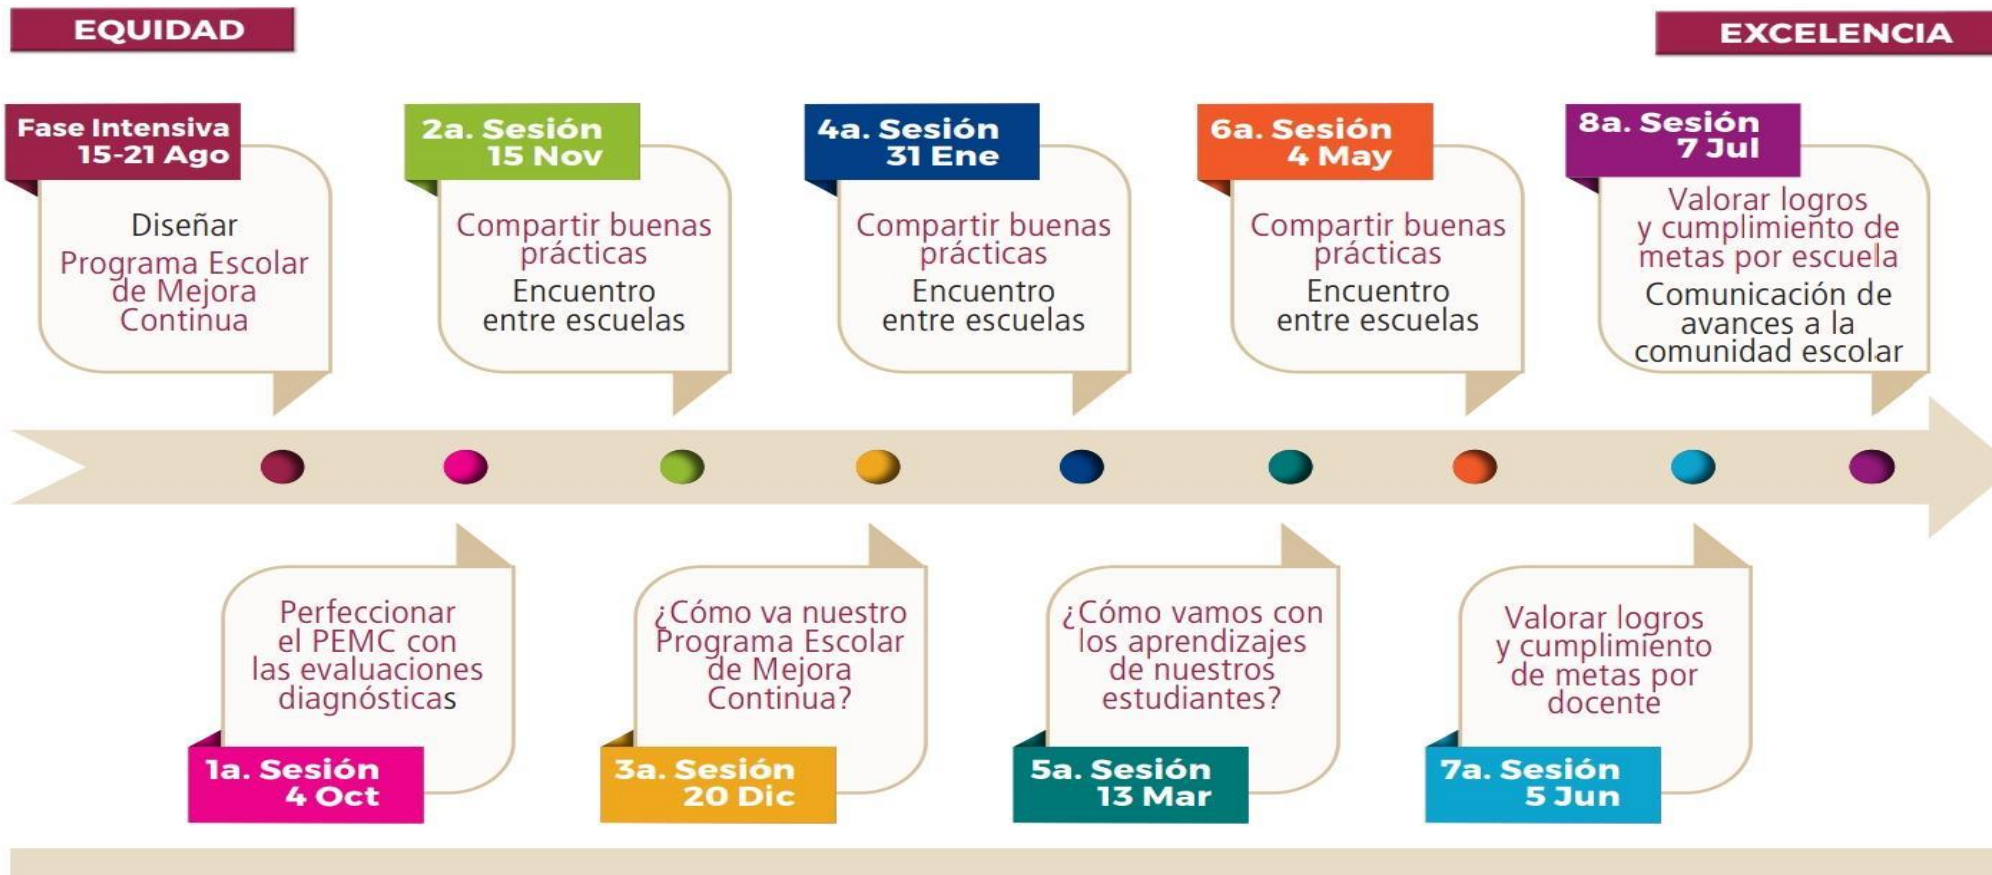 EQUIDAD
EXCELENCIA
Fase Intensiva
15-21 Ago
Diseñar
Programa Escolar
de Mejora
Continua
2a. Sesión
15 Nov
Compartir buenas
prácticas
Encuentro
entre escuelas
4a. Sesión
31 Ene
Compartir buenas
prácticas
Encuentro
entre escuelas
6a. Sesión
4 May
Compartir buenas
prácticas
Encuentro
entre escuelas
8a. Sesión
7 Jul
Valorar logros
y cumplimiento de
metas por escuela
Comunicación de
avances a la
comunidad escolar
Perfeccionar
el PEMC con
las evaluaciones
diagnósticas
1a. Sesión
4 Oct
¿Cómo va nuestro
Programa Escolar
de Mejora
Continua?
3a. Sesión
20 Dic
¿Cómo vamos con
los aprendizajes
de nuestros
estudiantes?
5a. Sesión
13 Mar
Valorar logros
y cumplimiento
de metas por
docente
7a. Sesión
5 Jun